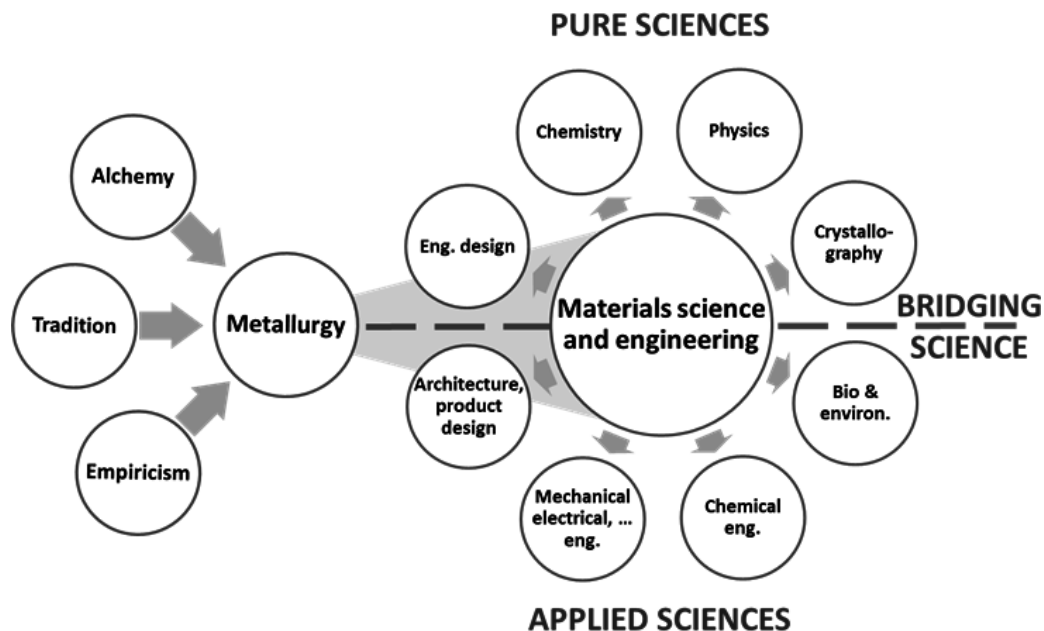 PURE SCIENCES
Chemistry
Physics
Alchemy
Eng. design
Crystallo-
graphy
Tradition
Metallurgy
Materials science
and engineering
BRIDGING
SCIENCE
Architecture,
product
design
Bio &
environ.
Empiricism
Mechanical
electrical, ...
eng.
Chemical
eng.
APPLIED SCIENCES